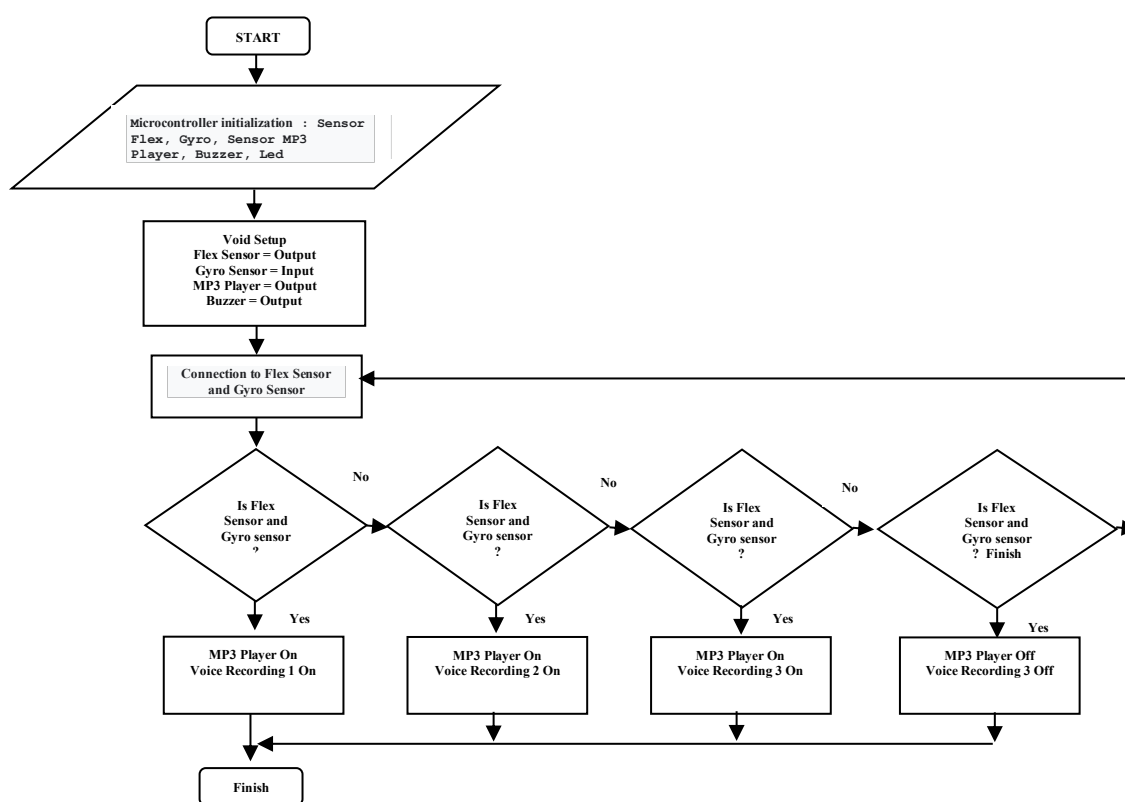 START
Microcontroller initialization : Sensor
Flex, Gyro, Sensor MP3
Player, Buzzer, Led
Void Setup
Flex Sensor = Output
Gyro Sensor = Input
MP3 Player = Output
Buzzer = Output
Connection to Flex Sensor
and Gyro Sensor
Is Flex
Sensor and
Gyro sensor
?
No
Is Flex
Sensor and
Gyro sensor
?
No
Is Flex
Sensor and
Gyro sensor
?
No
Is Flex
Sensor and
Gyro sensor
? Finish
Yes
Yes
Yes
Yes
MP3 Player On
Voice Recording 1 On
MP3 Player On
Voice Recording 2 On
MP3 Player On
Voice Recording 3 On
MP3 Player Off
Voice Recording 3 Off
Finish